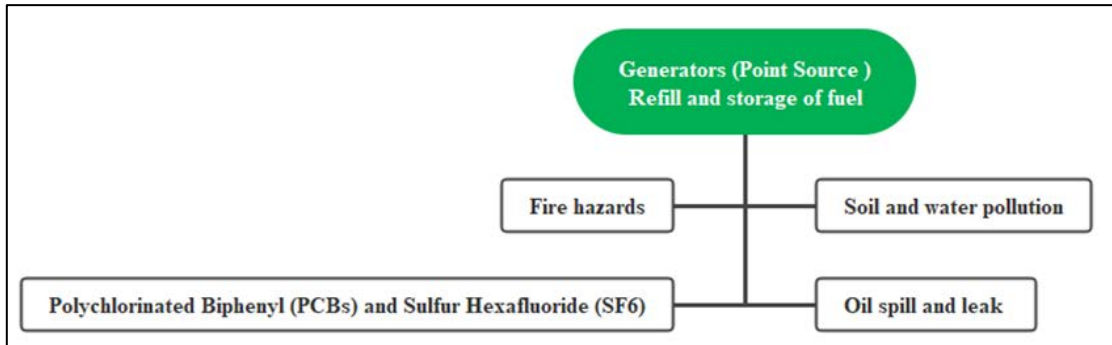 Generators (Point Source )
Refill and storage of fuel
Fire hazards
Soil and water pollution
Polychlorinated Biphenyl (PCBs) and Sulfur Hexafluoride (SF6)
Oil spill and leak